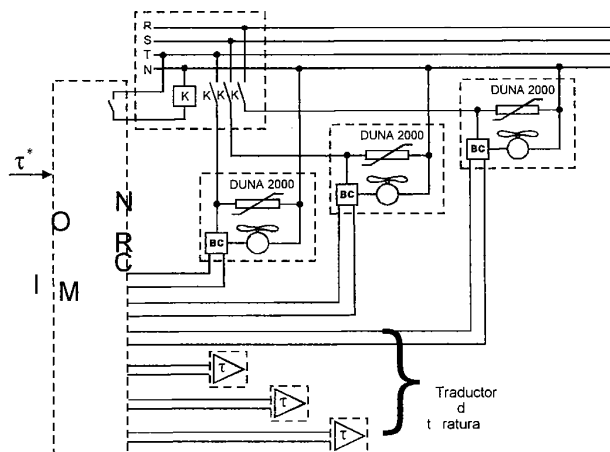 R
S
T
N
K
K K K
DUNA 2000
BC
DUNA 2000
BC
DUNA 2000
BC
τ*
N
O
R
C
I M
τ
τ
τ
Traductor
d
t ratura